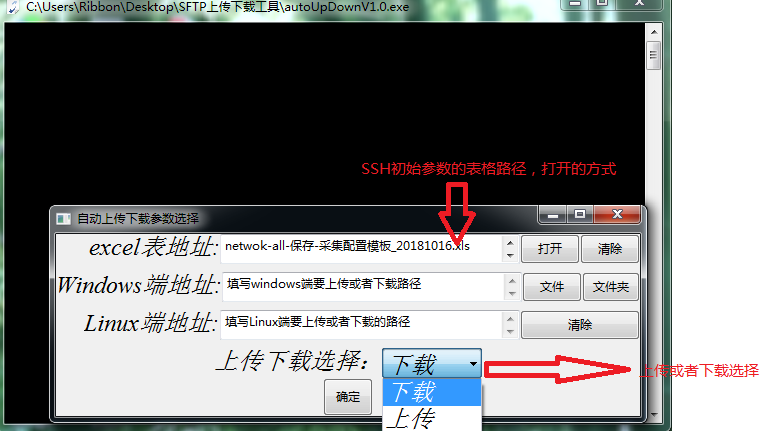 C:\Users\Ribbon\Desktop\SFTP上传下载工具\autoUpDownV1.0.exe
SSH初始参数的表格路径，打开的方式
自动上传下载参数选择
excel表地址: netwok-all-保存-采集配置模板_20181016.xls 打开 清除
Windows端地址: 填写windows端要上传或者下载路径 文件 文件夹
Linux端地址: 填写Linux端要上传或者下载的路径 清除
上传下载选择： 下载 上传或者下载选择
下载
确定
上传